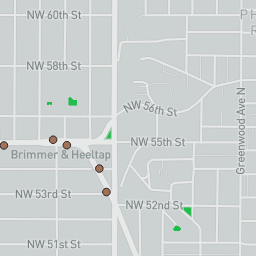 NW 60th St
P H
NW 58th St
Greenwood Ave N
NW 56th St
NW 55th St
Brimmer & Heeltap
NW 53rd St
NW 52nd St
NW 51st St